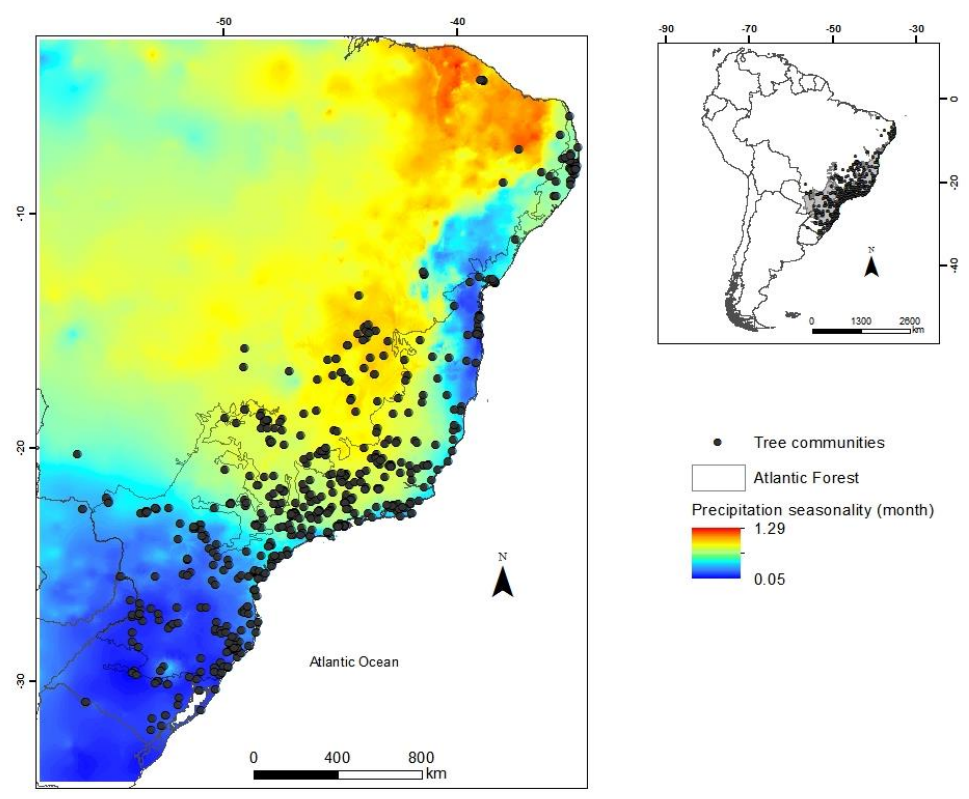 -50 -40
-10
20
30
N
Atlantic Ocean
0 400 800
km
-90 -70 -50 -30
0
-20
-40
N
0 1300 2600
km
Tree communities
Atlantic Forest
Precipitation seasonality (month)
1.29
0.05